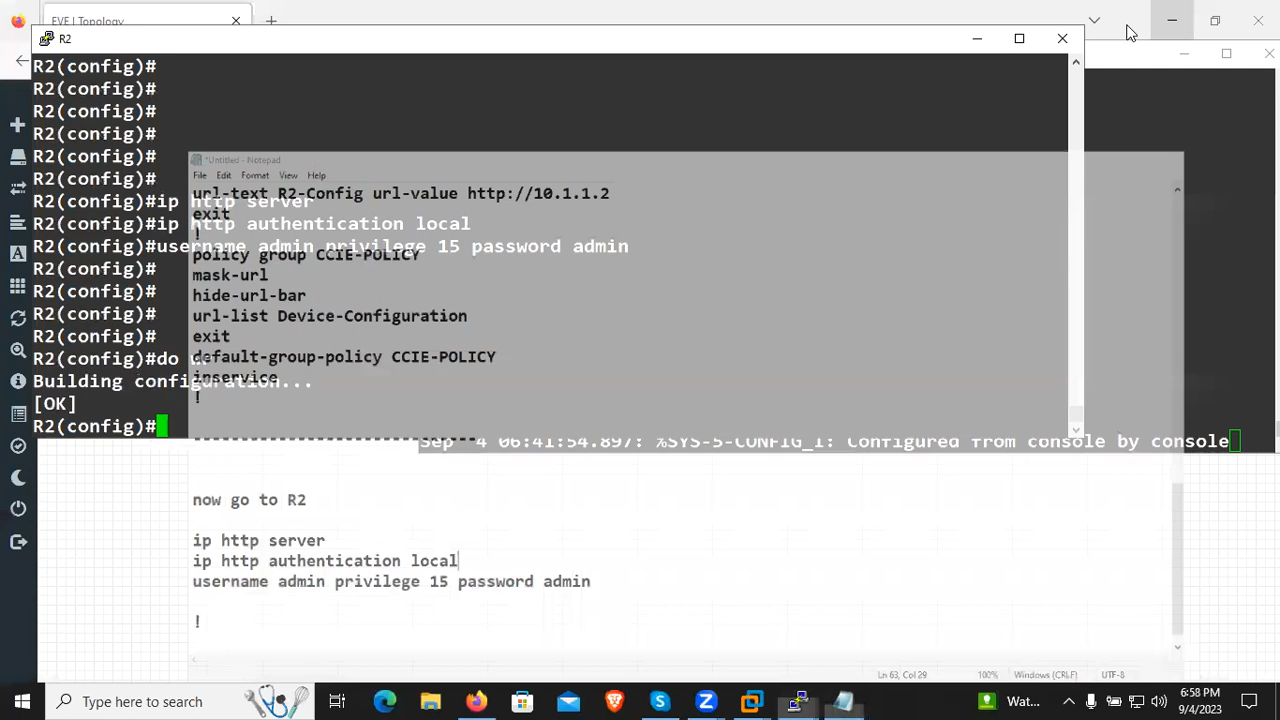 EVE | Topology
R2
R2(config)#
R2(config)#
R2(config)#
R2(config)#
R2(config)#
R2(config)#
R2(config)#ip http server
R2(config)#ip http authentication local
R2(config)#username admin privilege 15 password admin
R2(config)#
R2(config)#
R2(config)#
R2(config)#
R2(config)#do
Building configuration...
[OK]
R2(config)#
*Untitled - Notepad
File Edit Format View Help
url-text R2-Config url-value http://10.1.1.2
exit
!
policy group CCIE-POLICY
mask-url
hide-url-bar
url-list Device-Configuration
exit
default-group-policy CCIE-POLICY
inservice
!
------------------------------
Sep 4 06:41:54.897: %SYS-5-CONFIG_I: Configured from console by console
now go to R2
ip http server
ip http authentication local
username admin privilege 15 password admin
!
Ln 63, Col 29 100% Windows (CRLF) UTF-8
Type here to search
Wat...
6:58 PM
9/4/2023